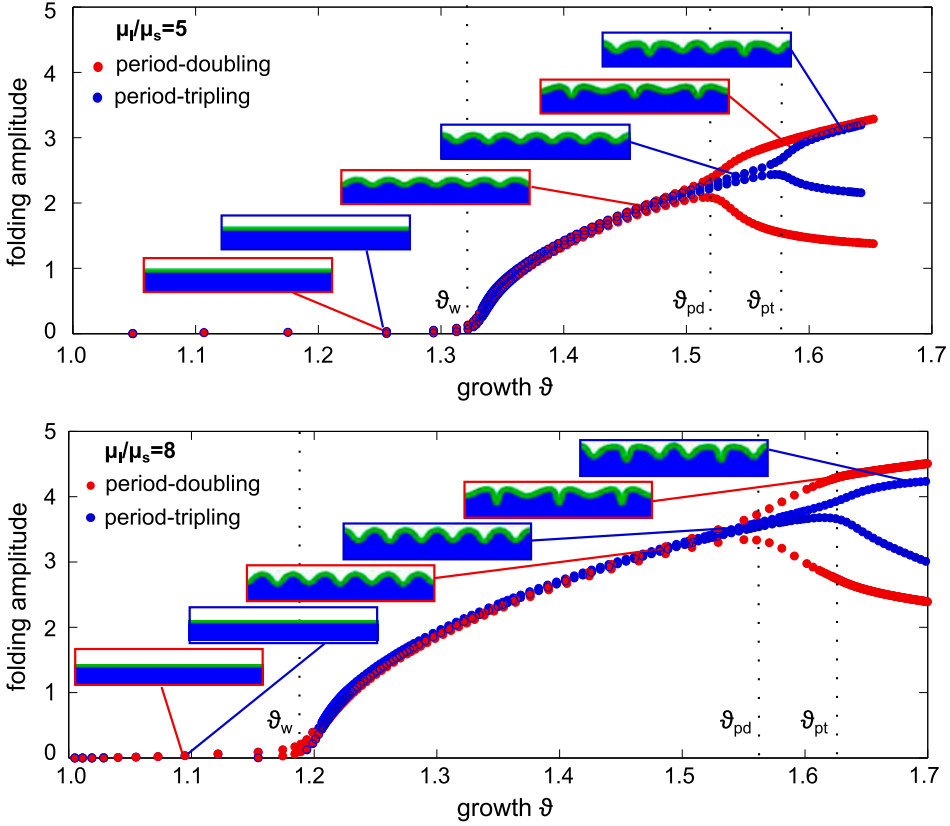 5
μl/μs=5
period-doubling
period-tripling
4
3
2
1
0
folding amplitude
ϑw
ϑpd
ϑpt
1.0
1.1
1.2
1.3
1.4
1.5
1.6
1.7
growth ϑ
5
μl/μs=8
period-doubling
period-tripling
4
3
2
1
0
folding amplitude
ϑw
ϑpd
ϑpt
1.0
1.1
1.2
1.3
1.4
1.5
1.6
1.7
growth ϑ